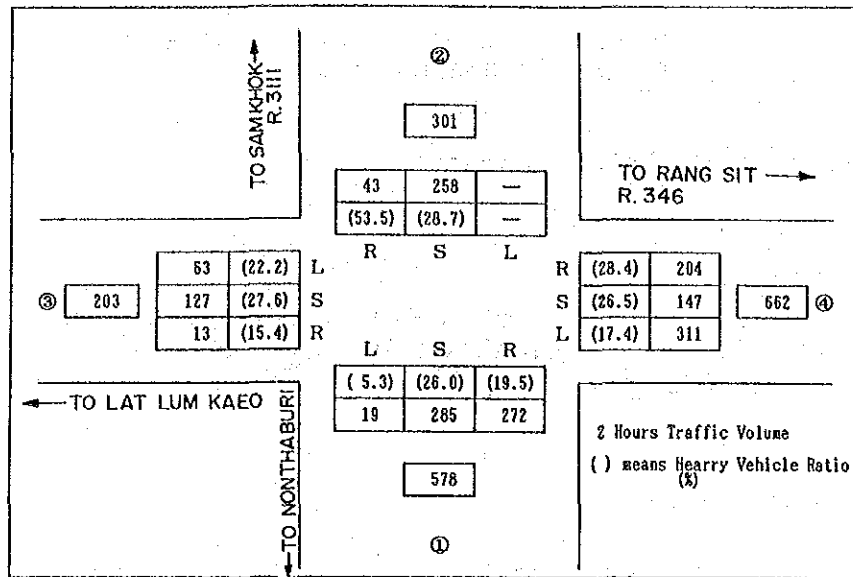 ②
TO SAMKHOK
R.3111
301
TO RANG SIT
R. 346
43 258 —
(53.5) (28.7) —
R S L
③ 203
63 (22.2) L
127 (27.6) S
13 (15.4) R
R (28.4) 204
S (26.5) 147
L (17.4) 311
662 ④
L S R
( 5.3) (26.0) (19.5)
19 285 272
TO LAT LUM KAEO
TO NONTHABURI
578
①
2 Hours Traffic Volume
( ) means Hearry Vehicle Ratio
(%)